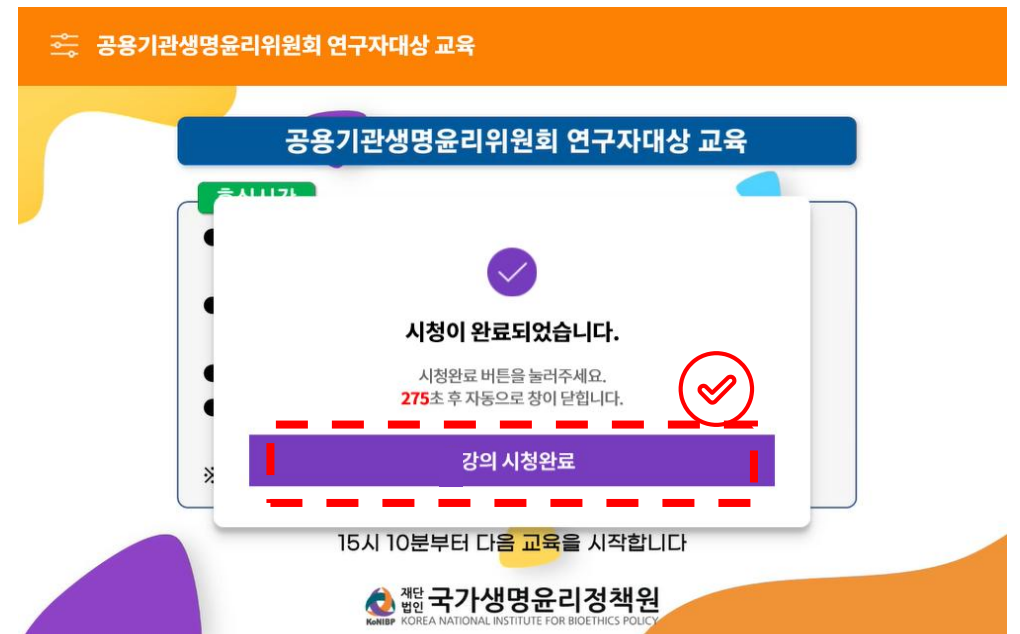 공용기관생명윤리위원회 연구자대상 교육
공용기관생명윤리위원회 연구자대상 교육
시청이 완료되었습니다.
시청완료 버튼을 눌러주세요.
275초 후 자동으로 창이 닫힙니다.
강의 시청완료
※
15시 10분부터 다음 교육을 시작합니다
재단
법인 국가생명윤리정책원
KoNIBP KOREA NATIONAL INSTITUTE FOR BIOETHICS POLICY